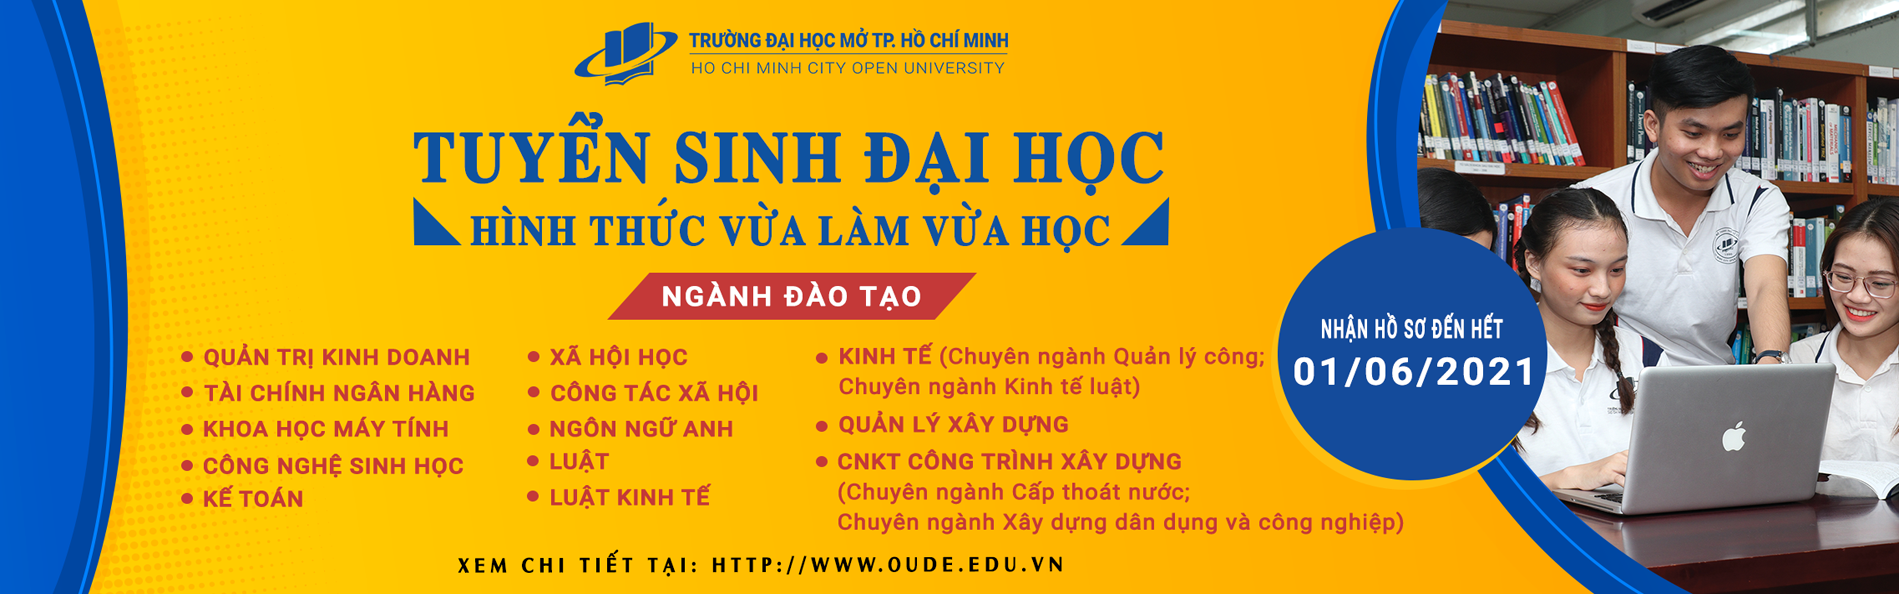 TRƯỜNG ĐẠI HỌC MỞ TP. HỒ CHÍ MINH
HO CHI MINH CITY OPEN UNIVERSITY
TUYỂN SINH ĐẠI HỌC
HÌNH THỨC VỪA LÀM VỪA HỌC
NGÀNH ĐÀO TẠO
QUẢN TRỊ KINH DOANH
TÀI CHÍNH NGÂN HÀNG
KHOA HỌC MÁY TÍNH
CÔNG NGHỆ SINH HỌC
KẾ TOÁN
XÃ HỘI HỌC
CÔNG TÁC XÃ HỘI
NGÔN NGỮ ANH
LUẬT
LUẬT KINH TẾ
KINH TẾ (Chuyên ngành Quản lý công;
Chuyên ngành Kinh tế luật)
QUẢN LÝ XÂY DỰNG
CNKT CÔNG TRÌNH XÂY DỰNG
(Chuyên ngành Cấp thoát nước;
Chuyên ngành Xây dựng dân dụng và công nghiệp)
NHẬN HỒ SƠ ĐẾN HẾT
01/06/2021
XEM CHI TIẾT TẠI: HTTP://WWW.OUDE.EDU.VN